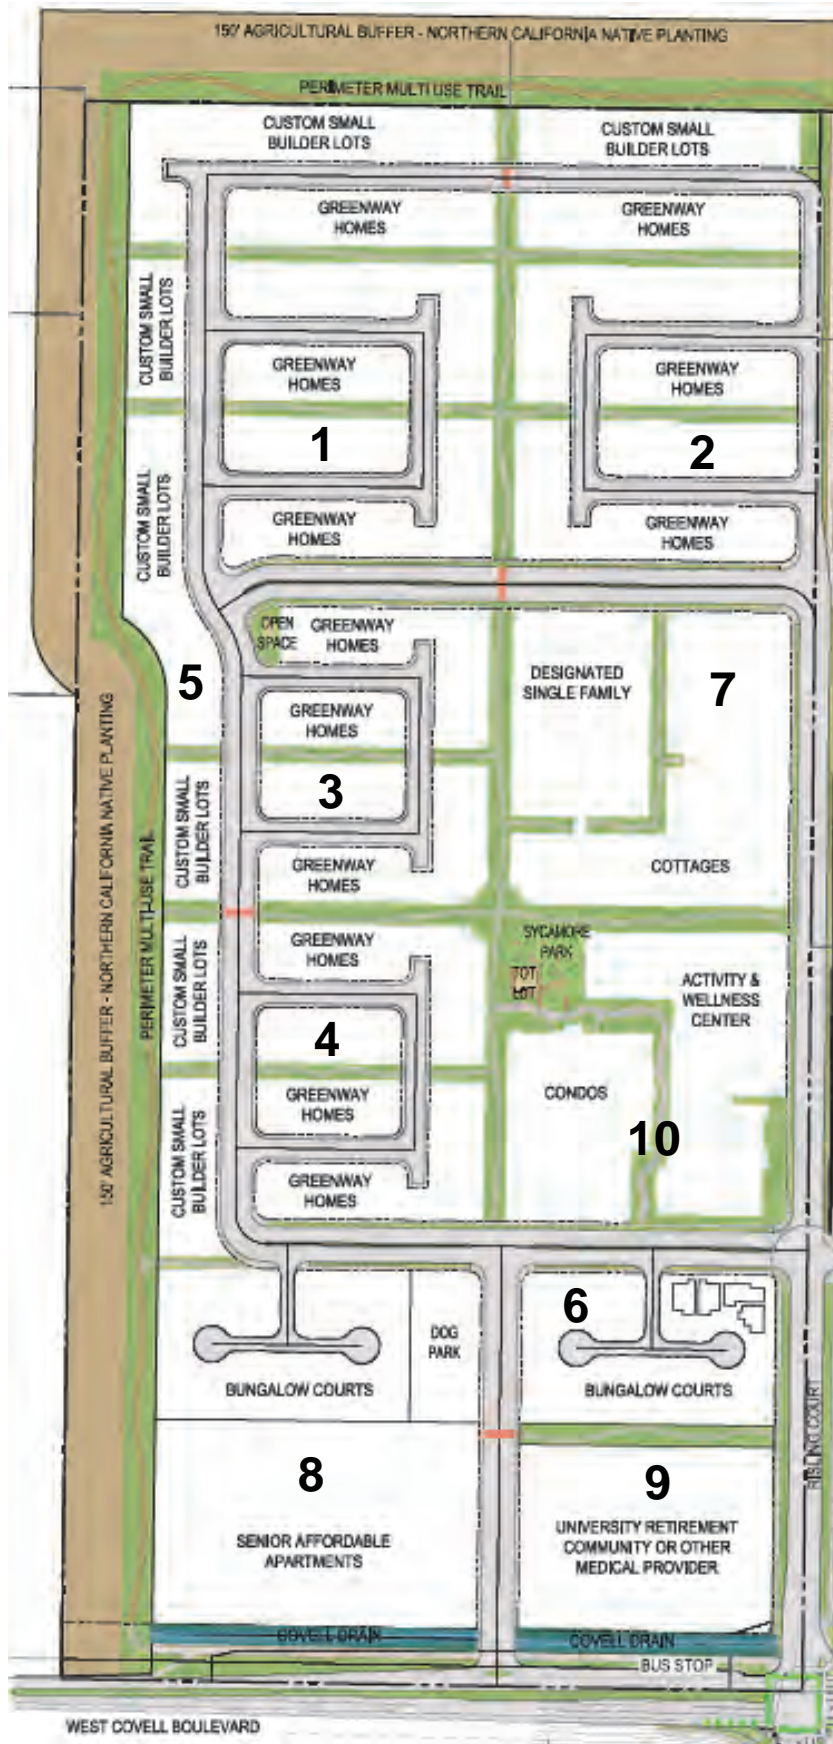 150' AGRICULTURAL BUFFER - NORTHERN CALIFORNIA NATIVE PLANTING
PERIMETER MULTI USE TRAIL
CUSTOM SMALL
BUILDER LOTS
CUSTOM SMALL
BUILDER LOTS
GREENWAY
HOMES
GREENWAY
HOMES
CUSTOM SMALL
BUILDER LOTS
GREENWAY
HOMES
GREENWAY
HOMES
1
2
CUSTOM SMALL
BUILDER LOTS
GREENWAY
HOMES
GREENWAY
HOMES
OPEN
SPACE
GREENWAY
HOMES
5
DESIGNATED
SINGLE FAMILY
7
GREENWAY
HOMES
3
150' AGRICULTURAL BUFFER - NORTHERN CALIFORNIA NATIVE PLANTING
PERIMETER MULTI-USE TRAIL
CUSTOM SMALL
BUILDER LOTS
GREENWAY
HOMES
COTTAGES
CUSTOM SMALL
BUILDER LOTS
GREENWAY
HOMES
SYCAMORE
PARK
TOT
LOT
ACTIVITY &
WELLNESS
CENTER
4
GREENWAY
HOMES
CONDOS
10
CUSTOM SMALL
BUILDER LOTS
GREENWAY
HOMES
6
DOG
PARK
BUNGALOW COURTS
BUNGALOW COURTS
RISLING COURT
8
9
SENIOR AFFORDABLE
APARTMENTS
UNIVERSITY RETIREMENT
COMMUNITY OR OTHER
MEDICAL PROVIDER
COVELL DRAIN
COVELL DRAIN
BUS STOP
WEST COVELL BOULEVARD